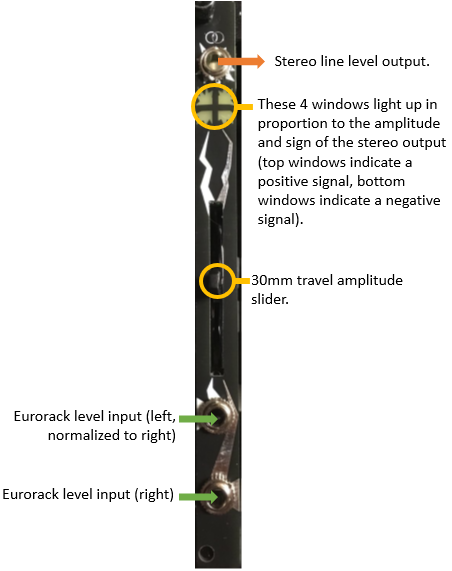 Stereo line level output.
These 4 windows light up in
proportion to the amplitude
and sign of the stereo output
(top windows indicate a
positive signal, bottom
windows indicate a negative
signal).
30mm travel amplitude
slider.
Eurorack level input (left,
normalized to right)
Eurorack level input (right)